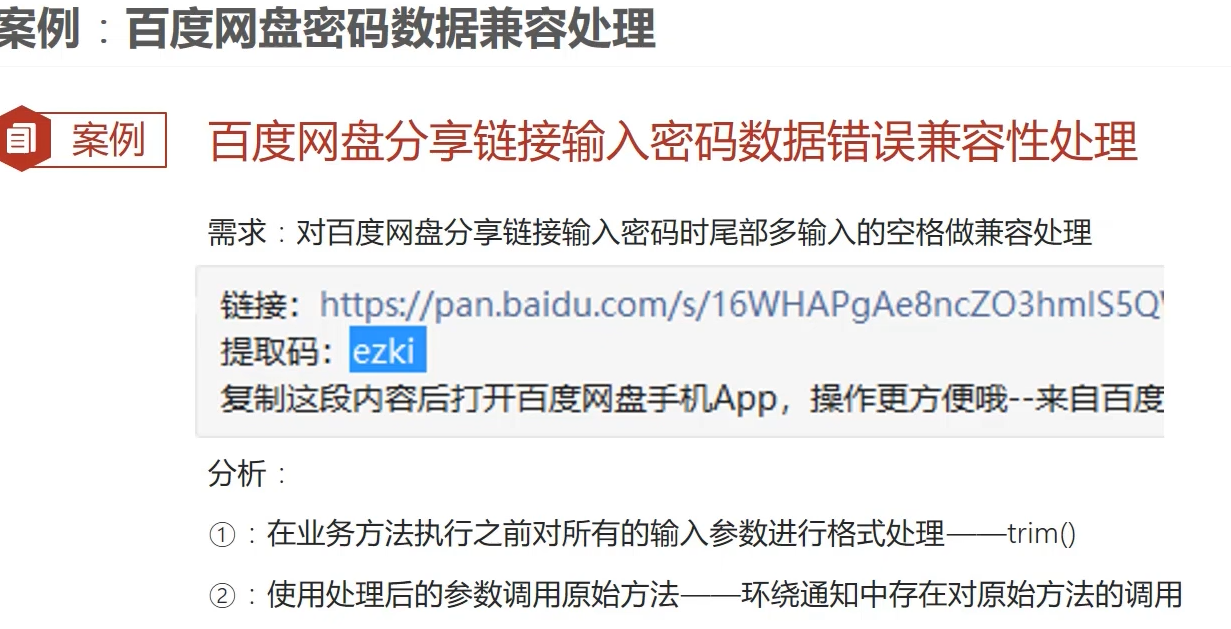 案例：百度网盘密码数据兼容处理
案例
百度网盘分享链接输入密码数据错误兼容性处理
需求：对百度网盘分享链接输入密码时尾部多输入的空格做兼容处理
链接：https://pan.baidu.com/s/16WHAPgAe8ncZO3hmIS5Q
提取码：ezki
复制这段内容后打开百度网盘手机App，操作更方便哦--来自百度
分析：
①：在业务方法执行之前对所有的输入参数进行格式处理——trim()
②：使用处理后的参数调用原始方法——环绕通知中存在对原始方法的调用